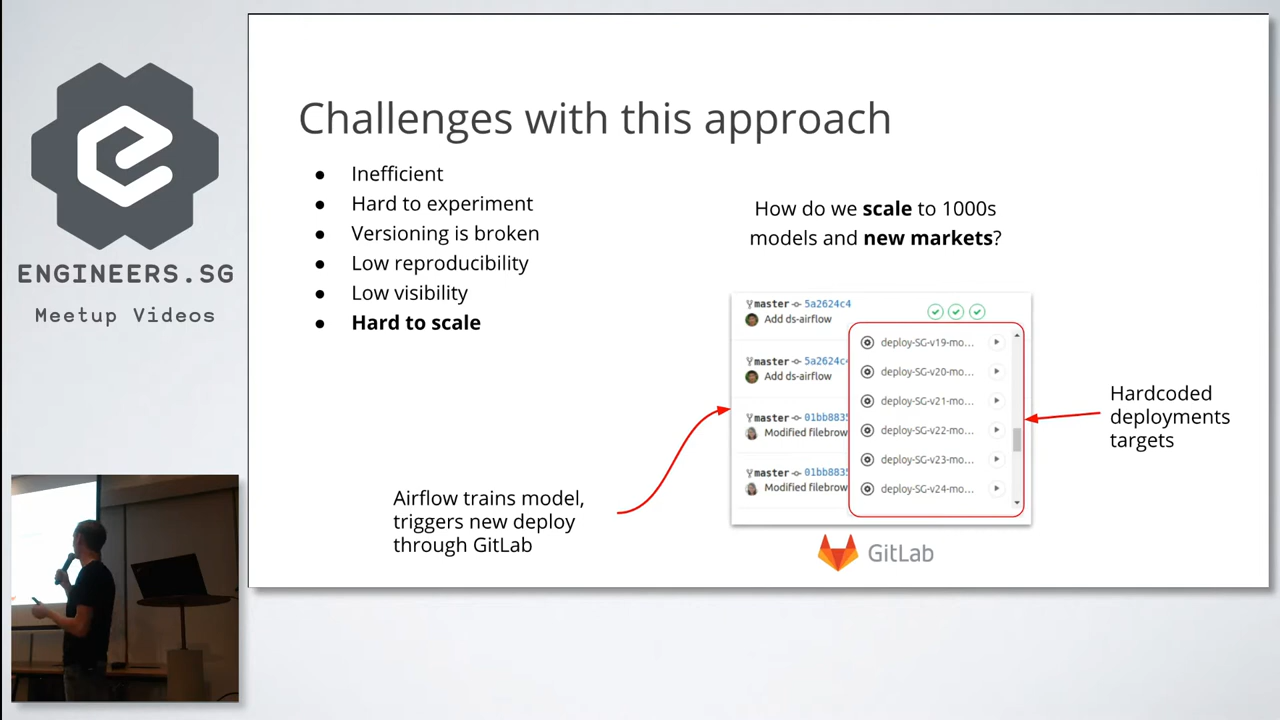 ENGINEERS.SG
Meetup Videos
Challenges with this approach
● Inefficient
● Hard to experiment
● Versioning is broken
● Low reproducibility
● Low visibility
● Hard to scale
How do we scale to 1000s
models and new markets?
master 5a2624c4
Add ds-airflow
master 5a2624c4
Add ds-airflow
master 01bb8835
Modified filebrow
master 01bb8835
Modified filebrow
deploy-SG-v19-mo...
deploy-SG-v20-mo...
deploy-SG-v21-mo...
deploy-SG-v22-mo...
deploy-SG-v23-mo...
deploy-SG-v24-mo...
Hardcoded
deployments
targets
Airflow trains model,
triggers new deploy
through GitLab
GitLab